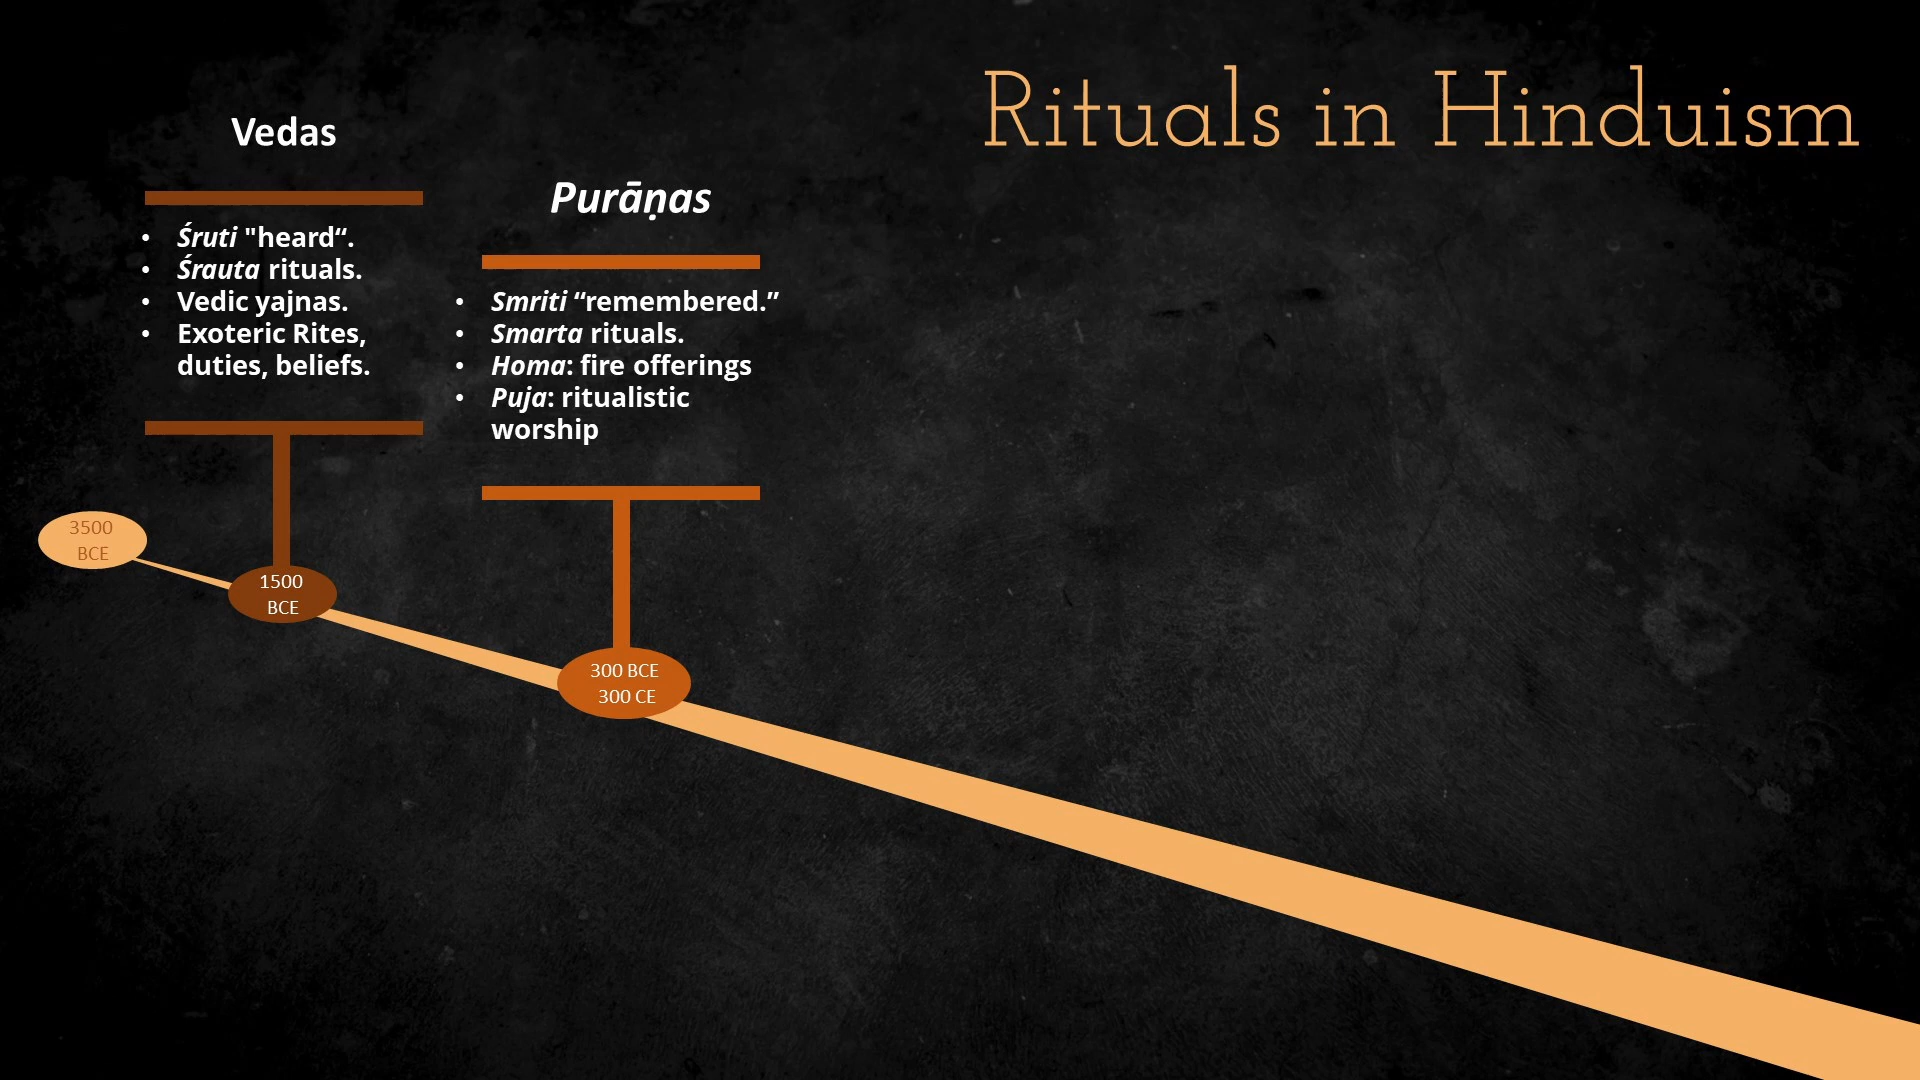 Rituals in Hinduism
Vedas
• Śruti "heard“.
• Śrauta rituals.
• Vedic yajnas.
• Exoteric Rites,
duties, beliefs.
Purāṇas
• Smriti “remembered.”
• Smarta rituals.
• Homa: fire offerings
• Puja: ritualistic
worship
3500
BCE
1500
BCE
300 BCE
300 CE